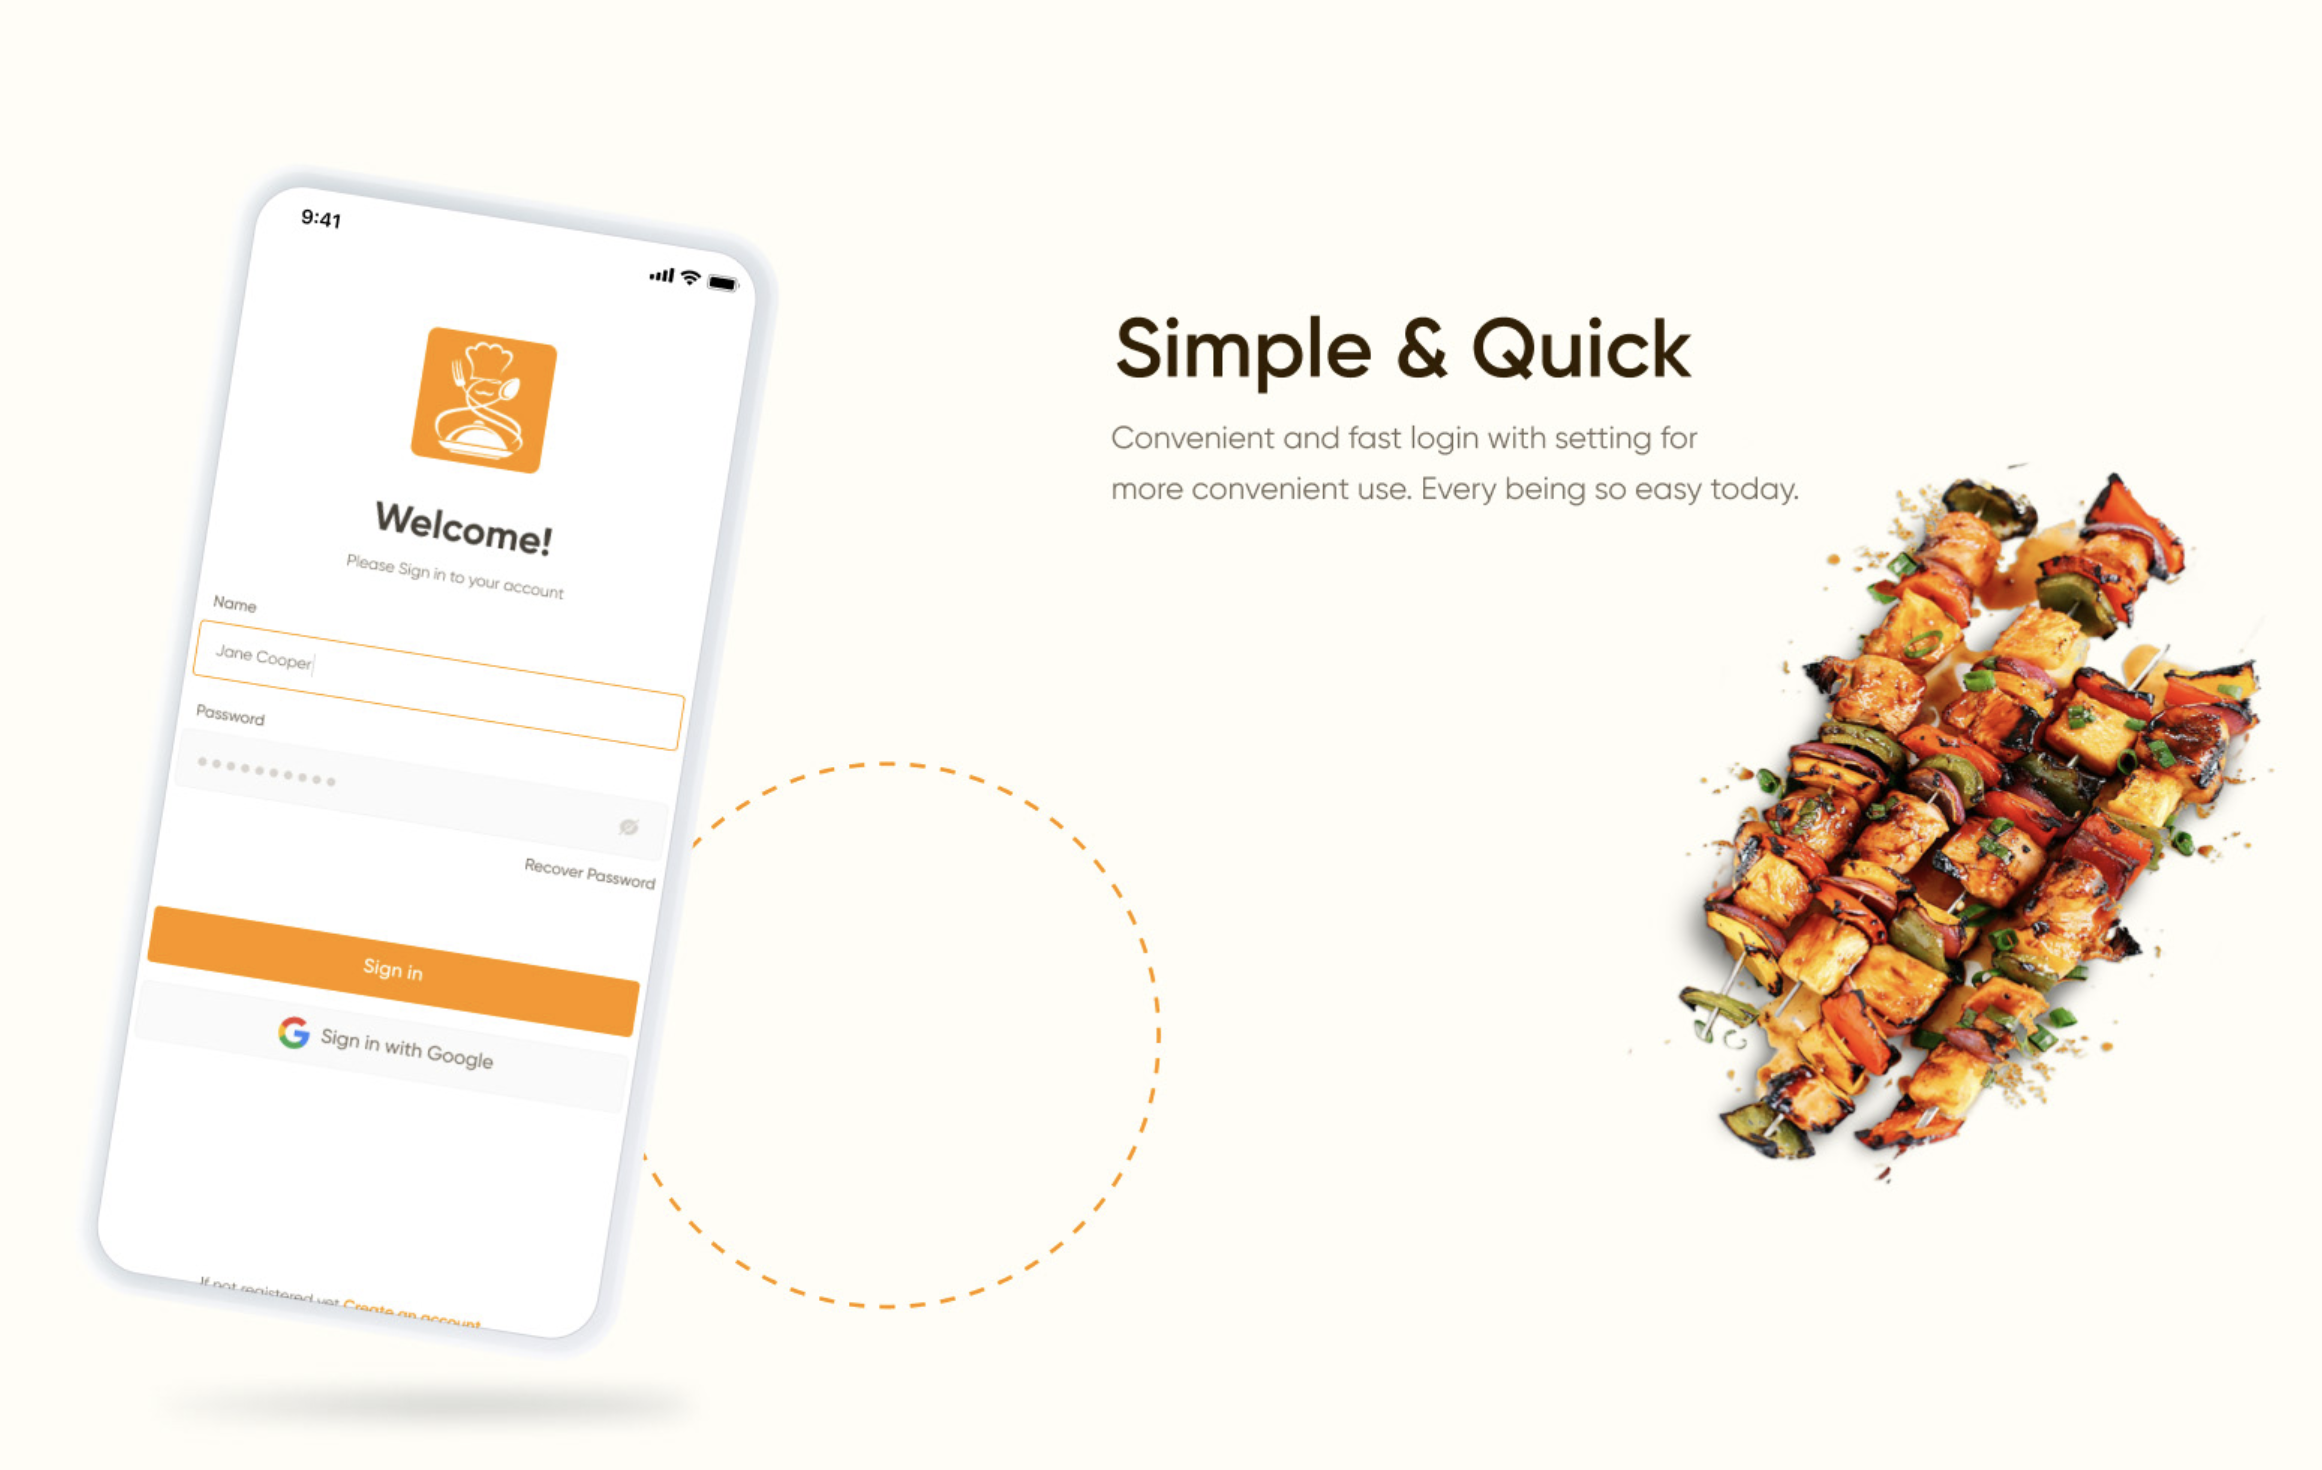 9:41
Welcome!
Please Sign in to your account
Name
Jane Cooper
Password
Recover Password
Sign in
Sign in with Google
If not registered yet Create an account
Simple & Quick
Convenient and fast login with setting for
more convenient use. Every being so easy today.